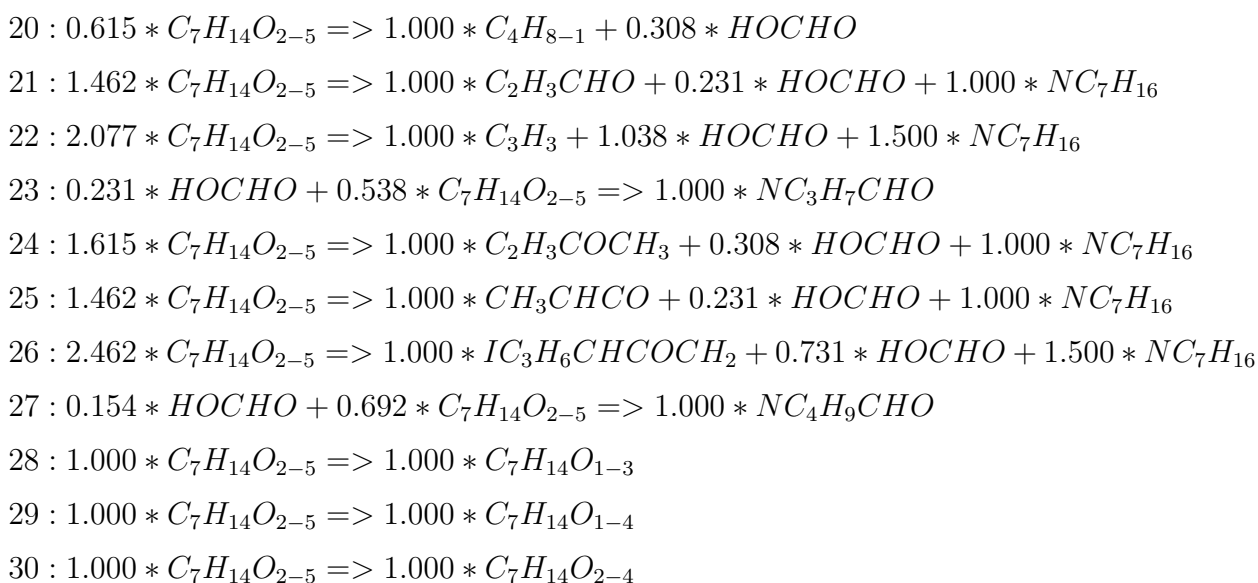 20 : 0.615 * C₇H₁₄O₂₋₅ => 1.000 * C₄H₈₋₁ + 0.308 * HOCHO
21 : 1.462 * C₇H₁₄O₂₋₅ => 1.000 * C₂H₃CHO + 0.231 * HOCHO + 1.000 * NC₇H₁₆
22 : 2.077 * C₇H₁₄O₂₋₅ => 1.000 * C₃H₃ + 1.038 * HOCHO + 1.500 * NC₇H₁₆
23 : 0.231 * HOCHO + 0.538 * C₇H₁₄O₂₋₅ => 1.000 * NC₃H₇CHO
24 : 1.615 * C₇H₁₄O₂₋₅ => 1.000 * C₂H₃COCH₃ + 0.308 * HOCHO + 1.000 * NC₇H₁₆
25 : 1.462 * C₇H₁₄O₂₋₅ => 1.000 * CH₃CHCO + 0.231 * HOCHO + 1.000 * NC₇H₁₆
26 : 2.462 * C₇H₁₄O₂₋₅ => 1.000 * IC₃H₆CHCOCH₂ + 0.731 * HOCHO + 1.500 * NC₇H₁₆
27 : 0.154 * HOCHO + 0.692 * C₇H₁₄O₂₋₅ => 1.000 * NC₄H₉CHO
28 : 1.000 * C₇H₁₄O₂₋₅ => 1.000 * C₇H₁₄O₁₋₃
29 : 1.000 * C₇H₁₄O₂₋₅ => 1.000 * C₇H₁₄O₁₋₄
30 : 1.000 * C₇H₁₄O₂₋₅ => 1.000 * C₇H₁₄O₂₋₄